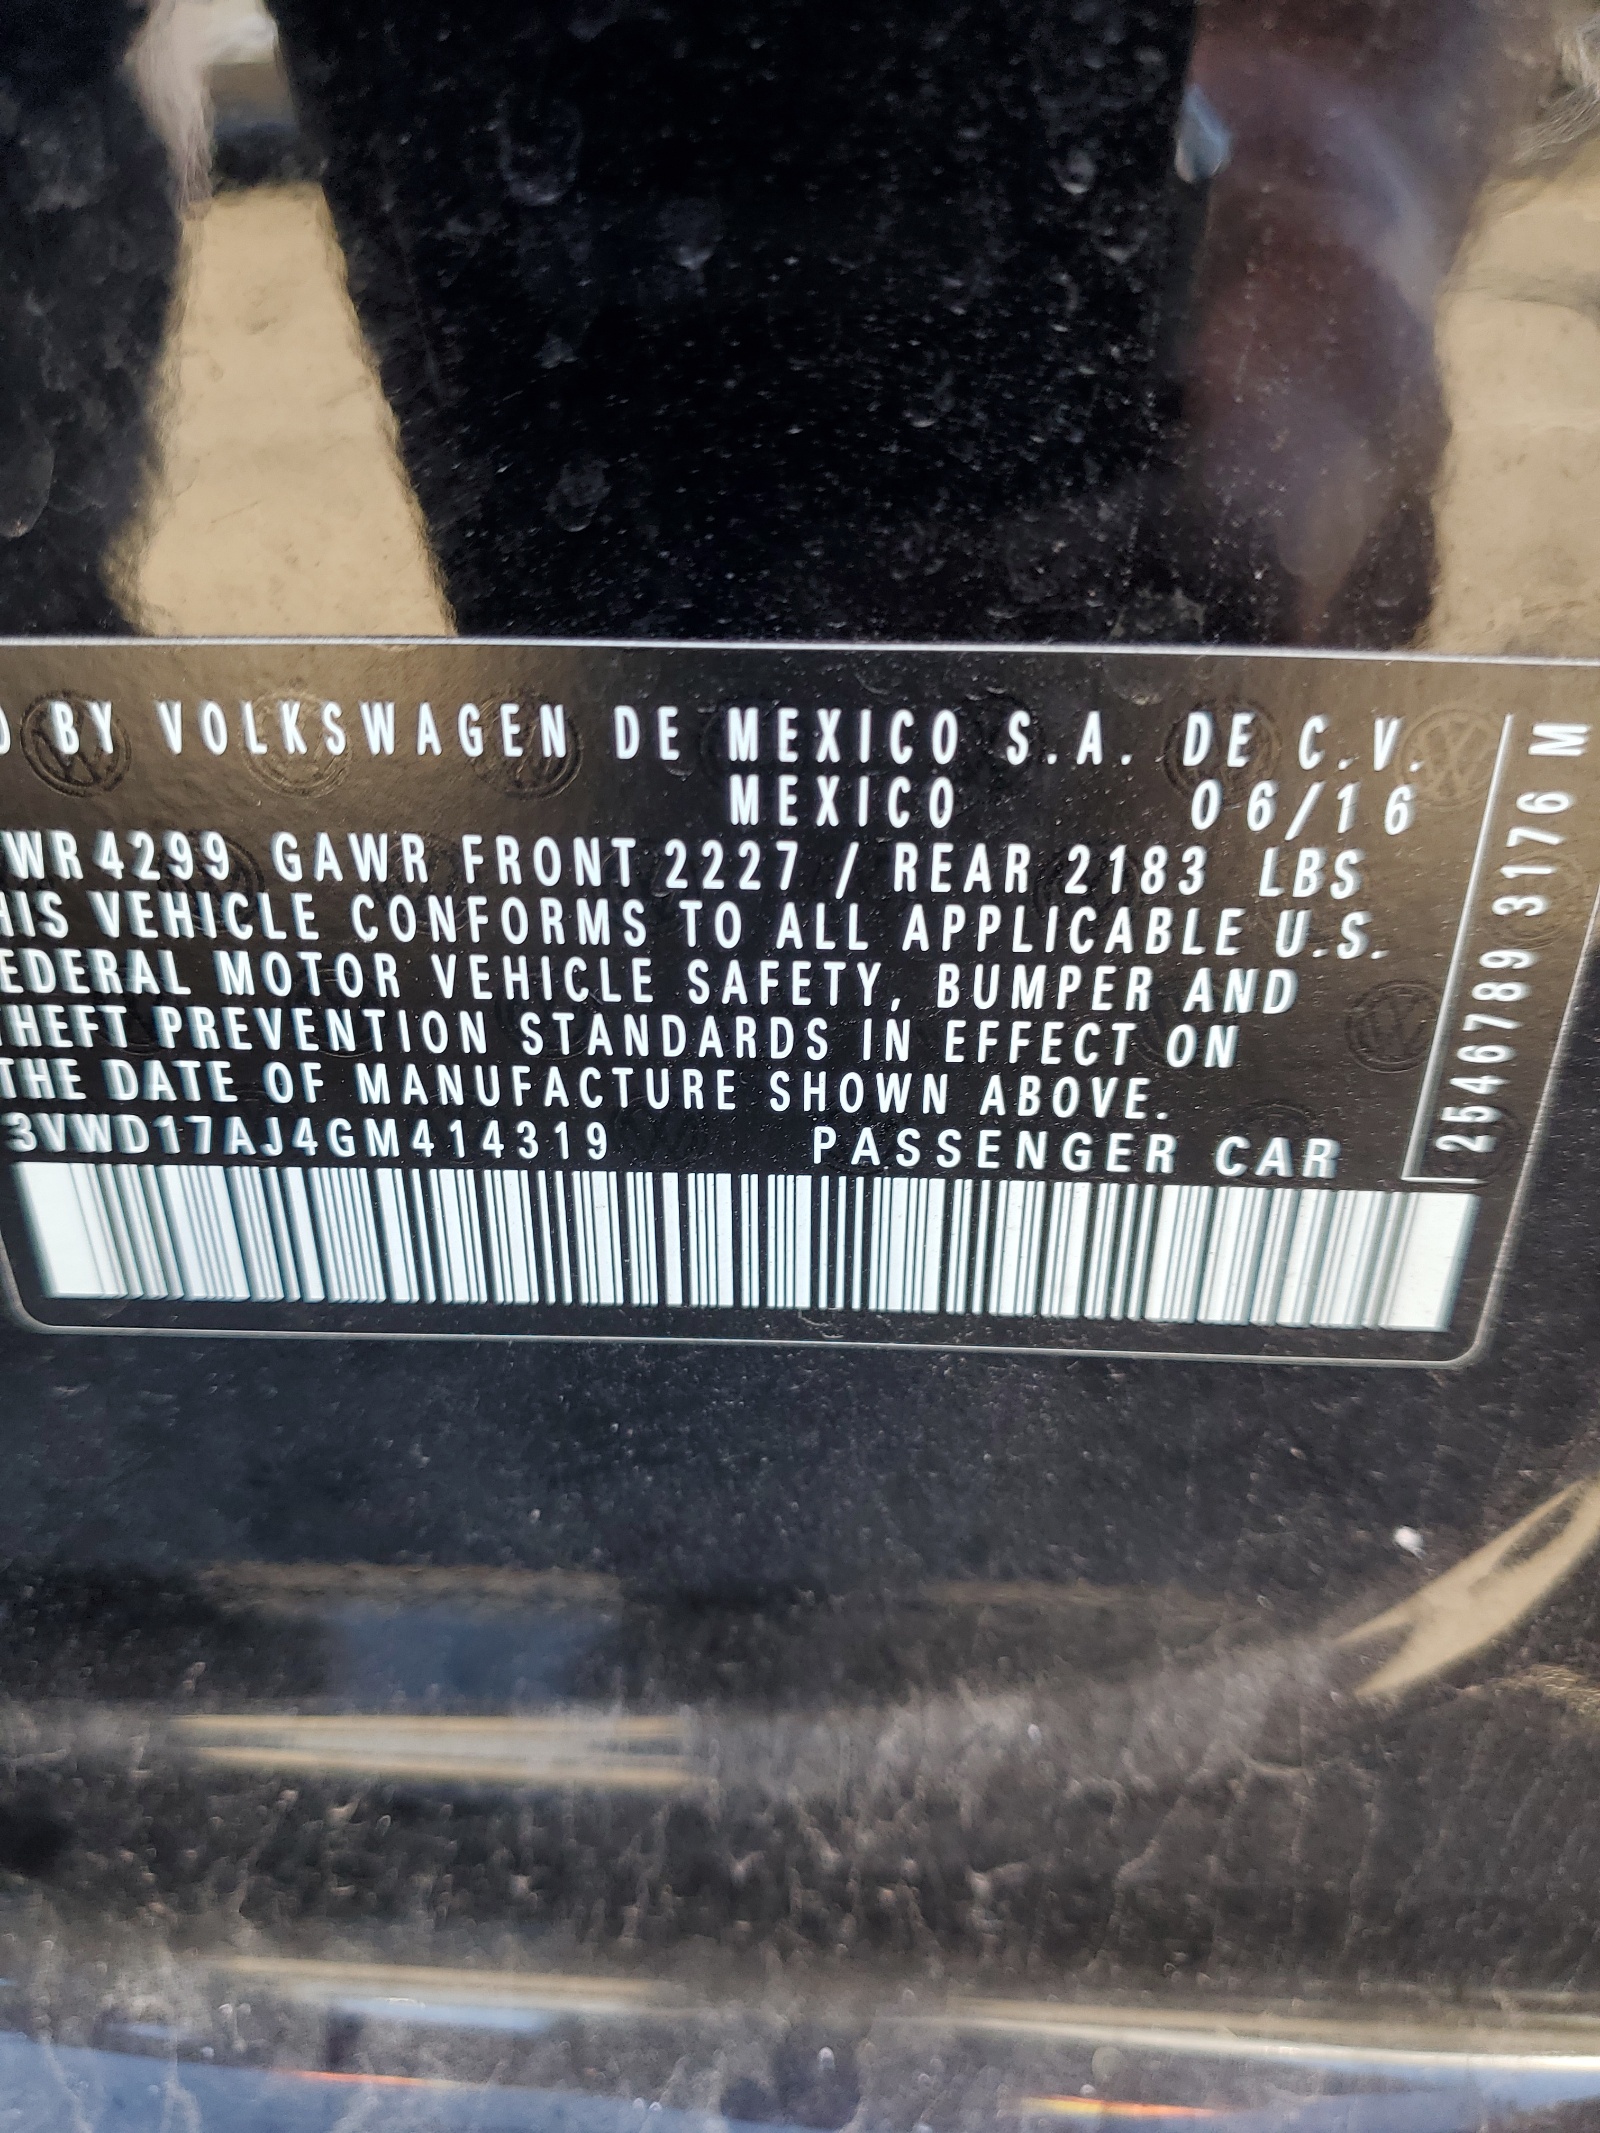 D BY VOLKSWAGEN DE MEXICO S.A. DE C.V.
MEXICO 06/16
WR 4299 GAWR FRONT 2227 / REAR 2183 LBS
HIS VEHICLE CONFORMS TO ALL APPLICABLE U.S.
EDERAL MOTOR VEHICLE SAFETY, BUMPER AND
HEFT PREVENTION STANDARDS IN EFFECT ON
THE DATE OF MANUFACTURE SHOWN ABOVE.
3VWD17AJ4GM414319 PASSENGER CAR
2546789 3176 M